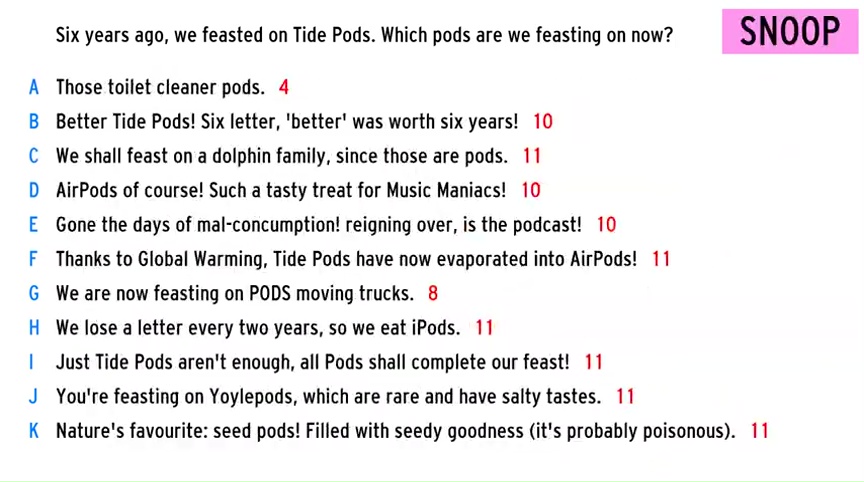 Six years ago, we feasted on Tide Pods. Which pods are we feasting on now?
SNOOP
A Those toilet cleaner pods. 4
B Better Tide Pods! Six letter, 'better' was worth six years! 10
C We shall feast on a dolphin family, since those are pods. 11
D AirPods of course! Such a tasty treat for Music Maniacs! 10
E Gone the days of mal-concumption! reigning over, is the podcast! 10
F Thanks to Global Warming, Tide Pods have now evaporated into AirPods! 11
G We are now feasting on PODS moving trucks. 8
H We lose a letter every two years, so we eat iPods. 11
I Just Tide Pods aren't enough, all Pods shall complete our feast! 11
J You're feasting on Yoylepods, which are rare and have salty tastes. 11
K Nature's favourite: seed pods! Filled with seedy goodness (it's probably poisonous). 11